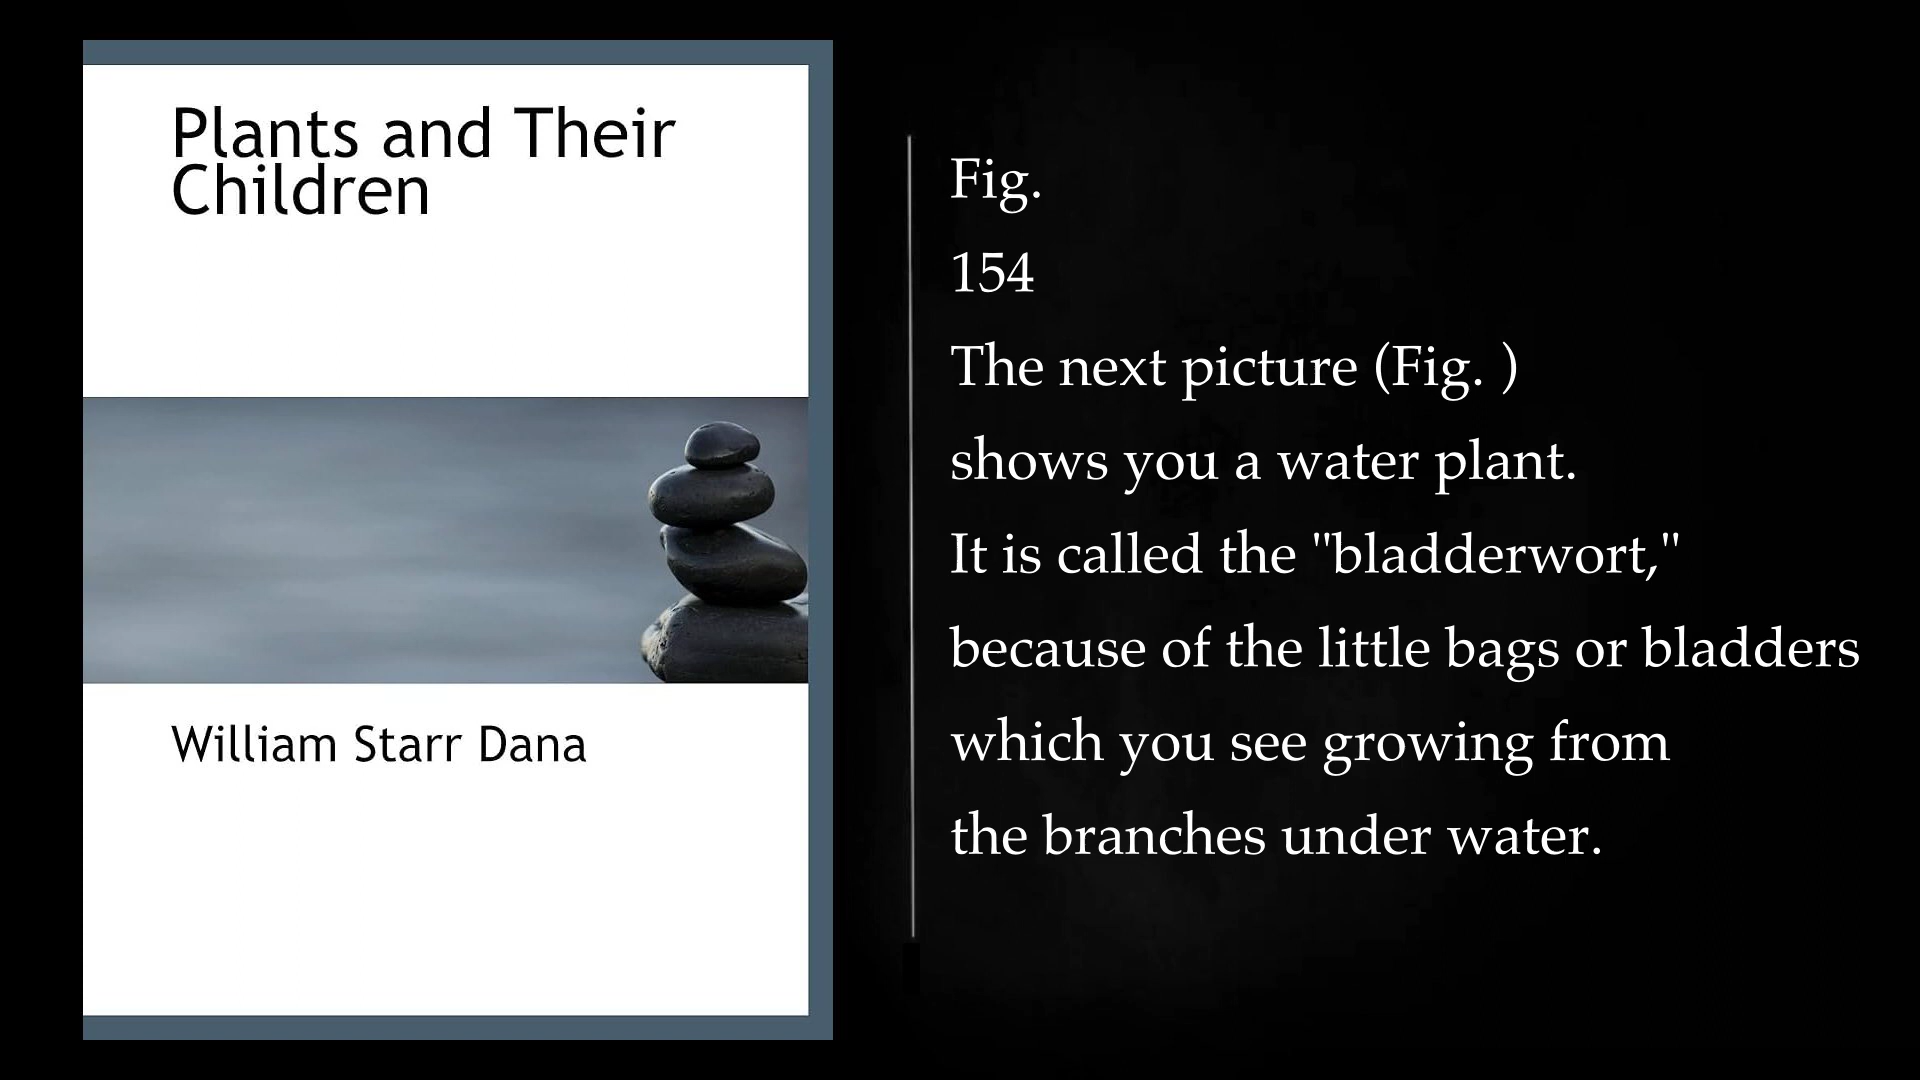 Plants and Their
Children
William Starr Dana
Fig.
154
The next picture (Fig. )
shows you a water plant.
It is called the "bladderwort,"
because of the little bags or bladders
which you see growing from
the branches under water.